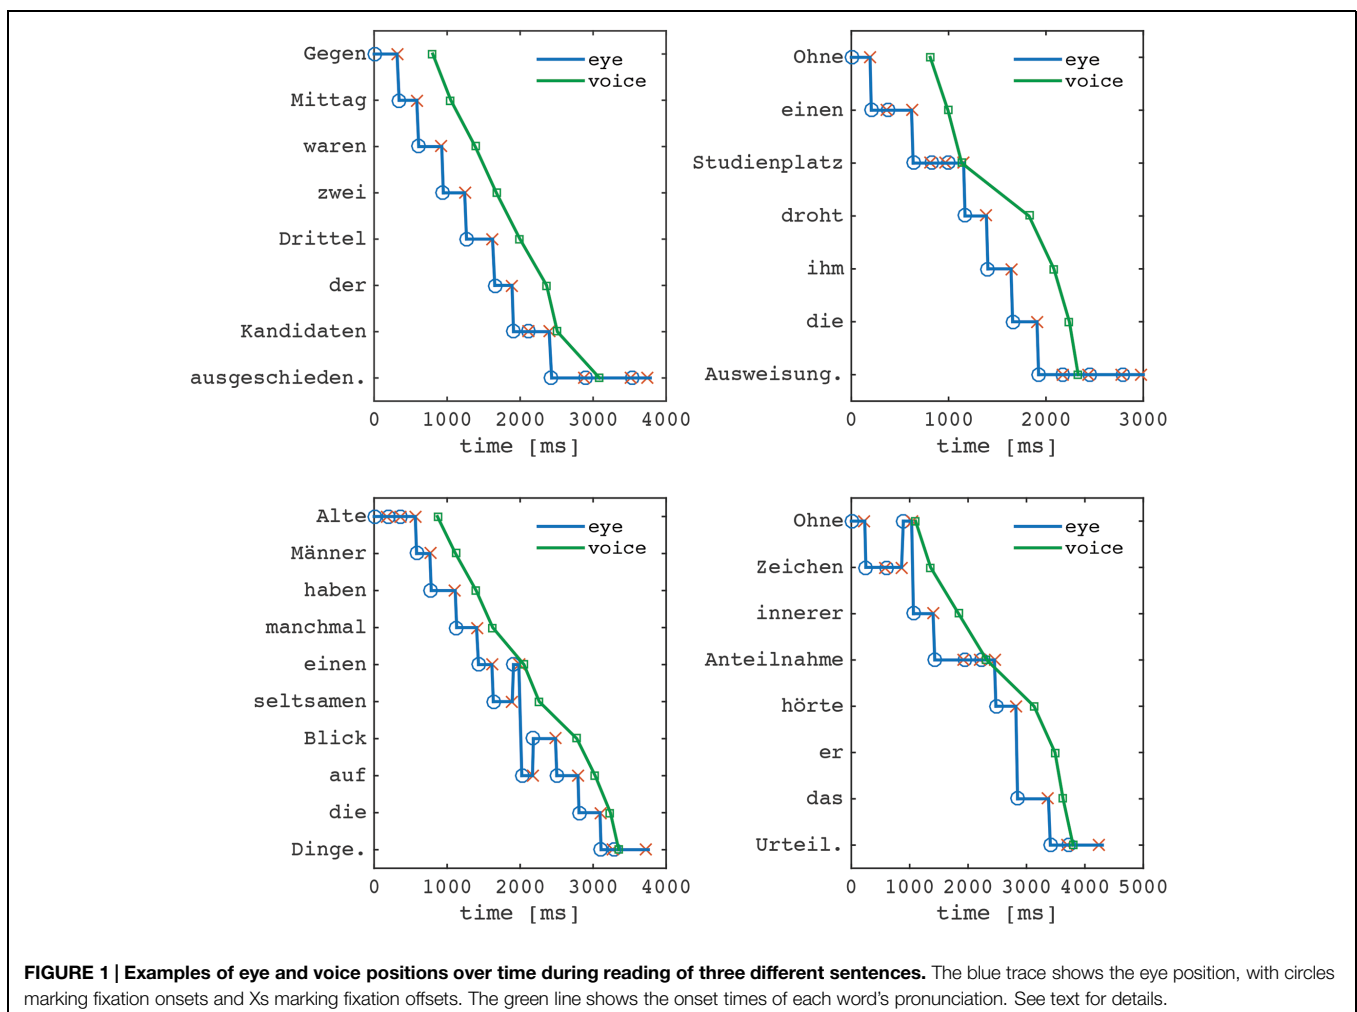 Gegen
Mittag
waren
zwei
Drittel
der
Kandidaten
ausgeschieden.
eye
voice
0 1000 2000 3000 4000
time [ms]
Ohne
einen
Studienplatz
droht
ihm
die
Ausweisung.
eye
voice
0 1000 2000 3000
time [ms]
Alte
Männer
haben
manchmal
einen
seltsamen
Blick
auf
die
Dinge.
eye
voice
0 1000 2000 3000 4000
time [ms]
Ohne
Zeichen
innerer
Anteilnahme
hörte
er
das
Urteil.
eye
voice
0 1000 2000 3000 4000 5000
time [ms]
FIGURE 1 | Examples of eye and voice positions over time during reading of three different sentences. The blue trace shows the eye position, with circles
marking fixation onsets and Xs marking fixation offsets. The green line shows the onset times of each word's pronunciation. See text for details.